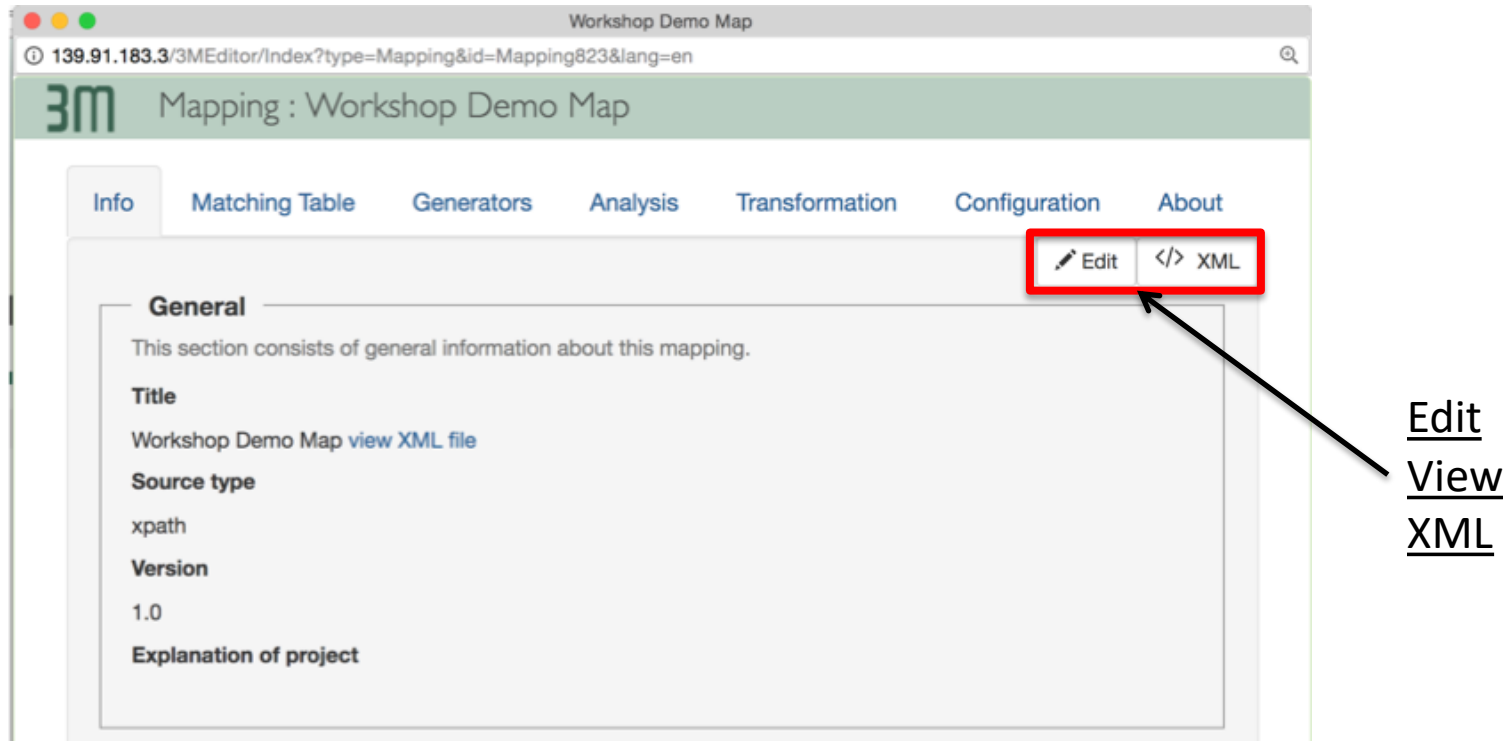 Workshop Demo Map
139.91.183.3/3MEditor/Index?type=Mapping&id=Mapping823&lang=en
3M Mapping : Workshop Demo Map
Info Matching Table Generators Analysis Transformation Configuration About
Edit </> XML
General
This section consists of general information about this mapping.
Title
Workshop Demo Map view XML file
Source type
xpath
Version
1.0
Explanation of project
Edit
View
XML